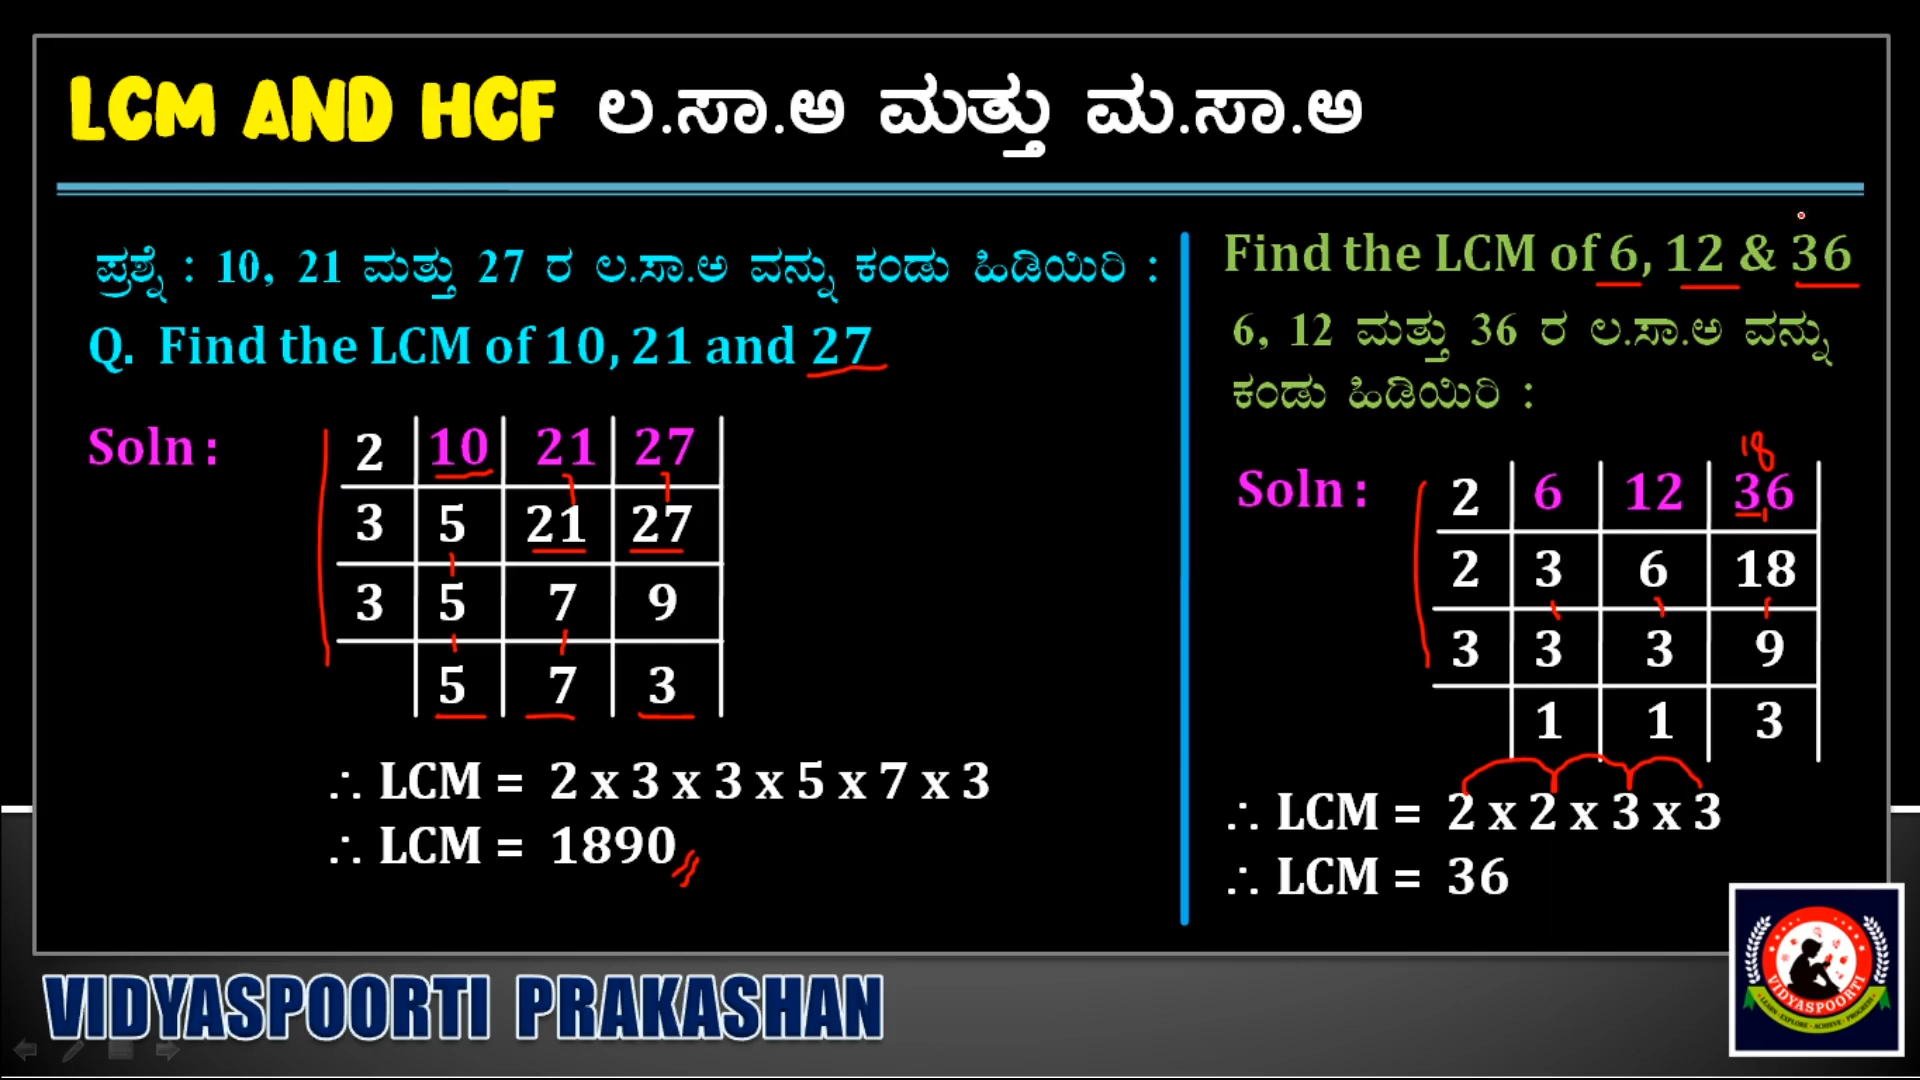 LCM AND HCF ಲ.ಸಾ.ಅ ಮತ್ತು ಮ.ಸಾ.ಅ
ಪ್ರಶ್ನೆ : 10, 21 ಮತ್ತು 27 ರ ಲ.ಸಾ.ಅ ವನ್ನು ಕಂಡು ಹಿಡಿಯಿರಿ :
Q. Find the LCM of 10, 21 and 27
Soln :
2 10 21 27
3 5 21 27
3 5 7 9
5 7 3
∴ LCM = 2 x 3 x 3 x 5 x 7 x 3
∴ LCM = 1890
Find the LCM of 6, 12 & 36
6, 12 ಮತ್ತು 36 ರ ಲ.ಸಾ.ಅ ವನ್ನು
ಕಂಡು ಹಿಡಿಯಿರಿ :
18
Soln :
2 6 12 36
2 3 6 18
3 3 3 9
1 1 3
∴ LCM = 2 x 2 x 3 x 3
∴ LCM = 36
VIDYASPOORTI PRAKASHAN
VIDYASPOORTI
LEARN - EXPLORE - ACHIEVE - PROGRESS